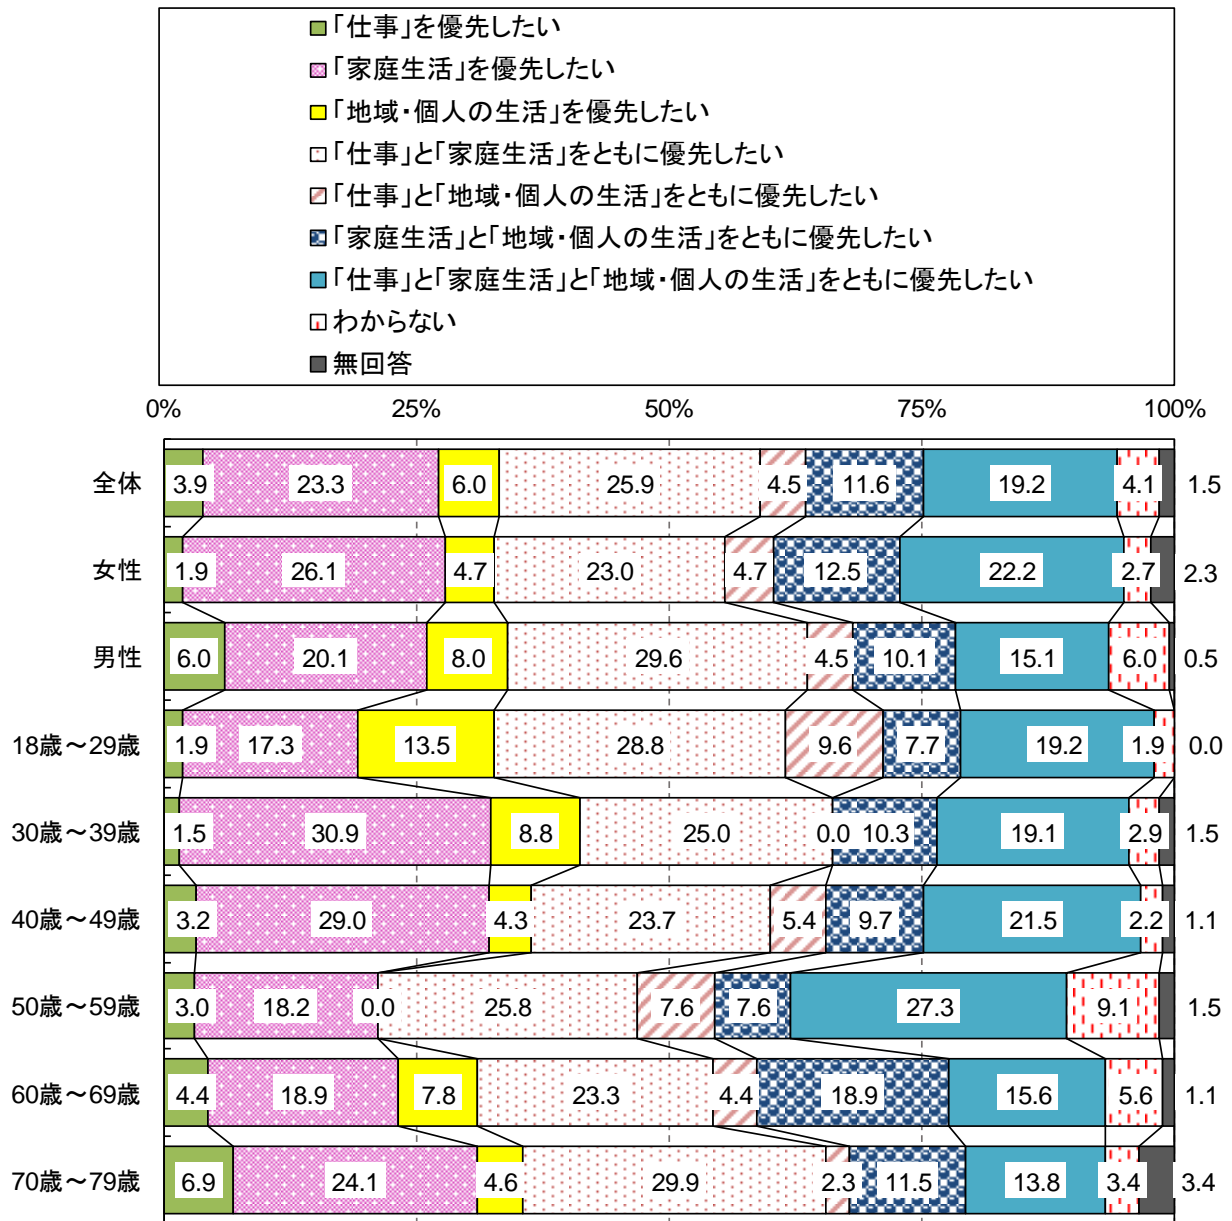 「仕事」を優先したい
「家庭生活」を優先したい
「地域・個人の生活」を優先したい
「仕事」と「家庭生活」をともに優先したい
「仕事」と「地域・個人の生活」をともに優先したい
「家庭生活」と「地域・個人の生活」をともに優先したい
「仕事」と「家庭生活」と「地域・個人の生活」をともに優先したい
わからない
無回答
0% 25% 50% 75% 100%
全体 3.9 23.3 6.0 25.9 4.5 11.6 19.2 4.1 1.5
女性 1.9 26.1 4.7 23.0 4.7 12.5 22.2 2.7 2.3
男性 6.0 20.1 8.0 29.6 4.5 10.1 15.1 6.0 0.5
18歳～29歳 1.9 17.3 13.5 28.8 9.6 7.7 19.2 1.9 0.0
30歳～39歳 1.5 30.9 8.8 25.0 0.0 10.3 19.1 2.9 1.5
40歳～49歳 3.2 29.0 4.3 23.7 5.4 9.7 21.5 2.2 1.1
50歳～59歳 3.0 18.2 0.0 25.8 7.6 7.6 27.3 9.1 1.5
60歳～69歳 4.4 18.9 7.8 23.3 4.4 18.9 15.6 5.6 1.1
70歳～79歳 6.9 24.1 4.6 29.9 2.3 11.5 13.8 3.4 3.4